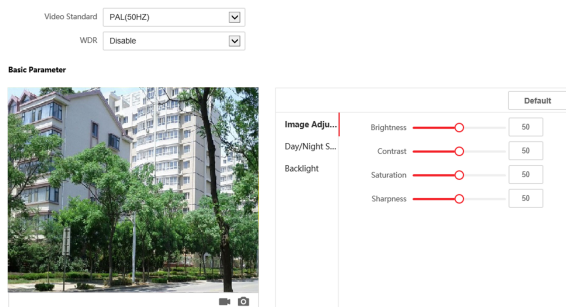 Video Standard PAL(50HZ)
WDR Disable
Basic Parameter
Default
Image Adju...
Day/Night S...
Backlight
Brightness 50
Contrast 50
Saturation 50
Sharpness 50